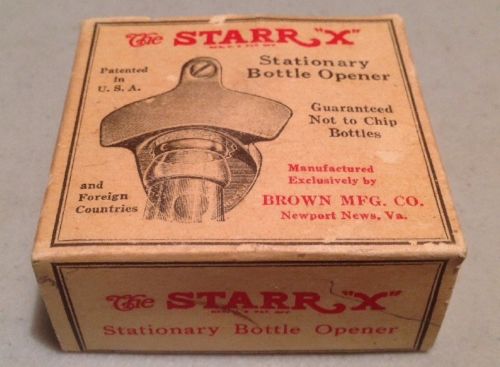 The STARR "X"
Stationary
Bottle Opener
Patented
in
U. S. A.
Guaranteed
Not to Chip
Bottles
and
Foreign
Countries
Manufactured
Exclusively by
BROWN MFG. CO.
Newport News, Va.
The STARR "X"
Stationary Bottle Opener